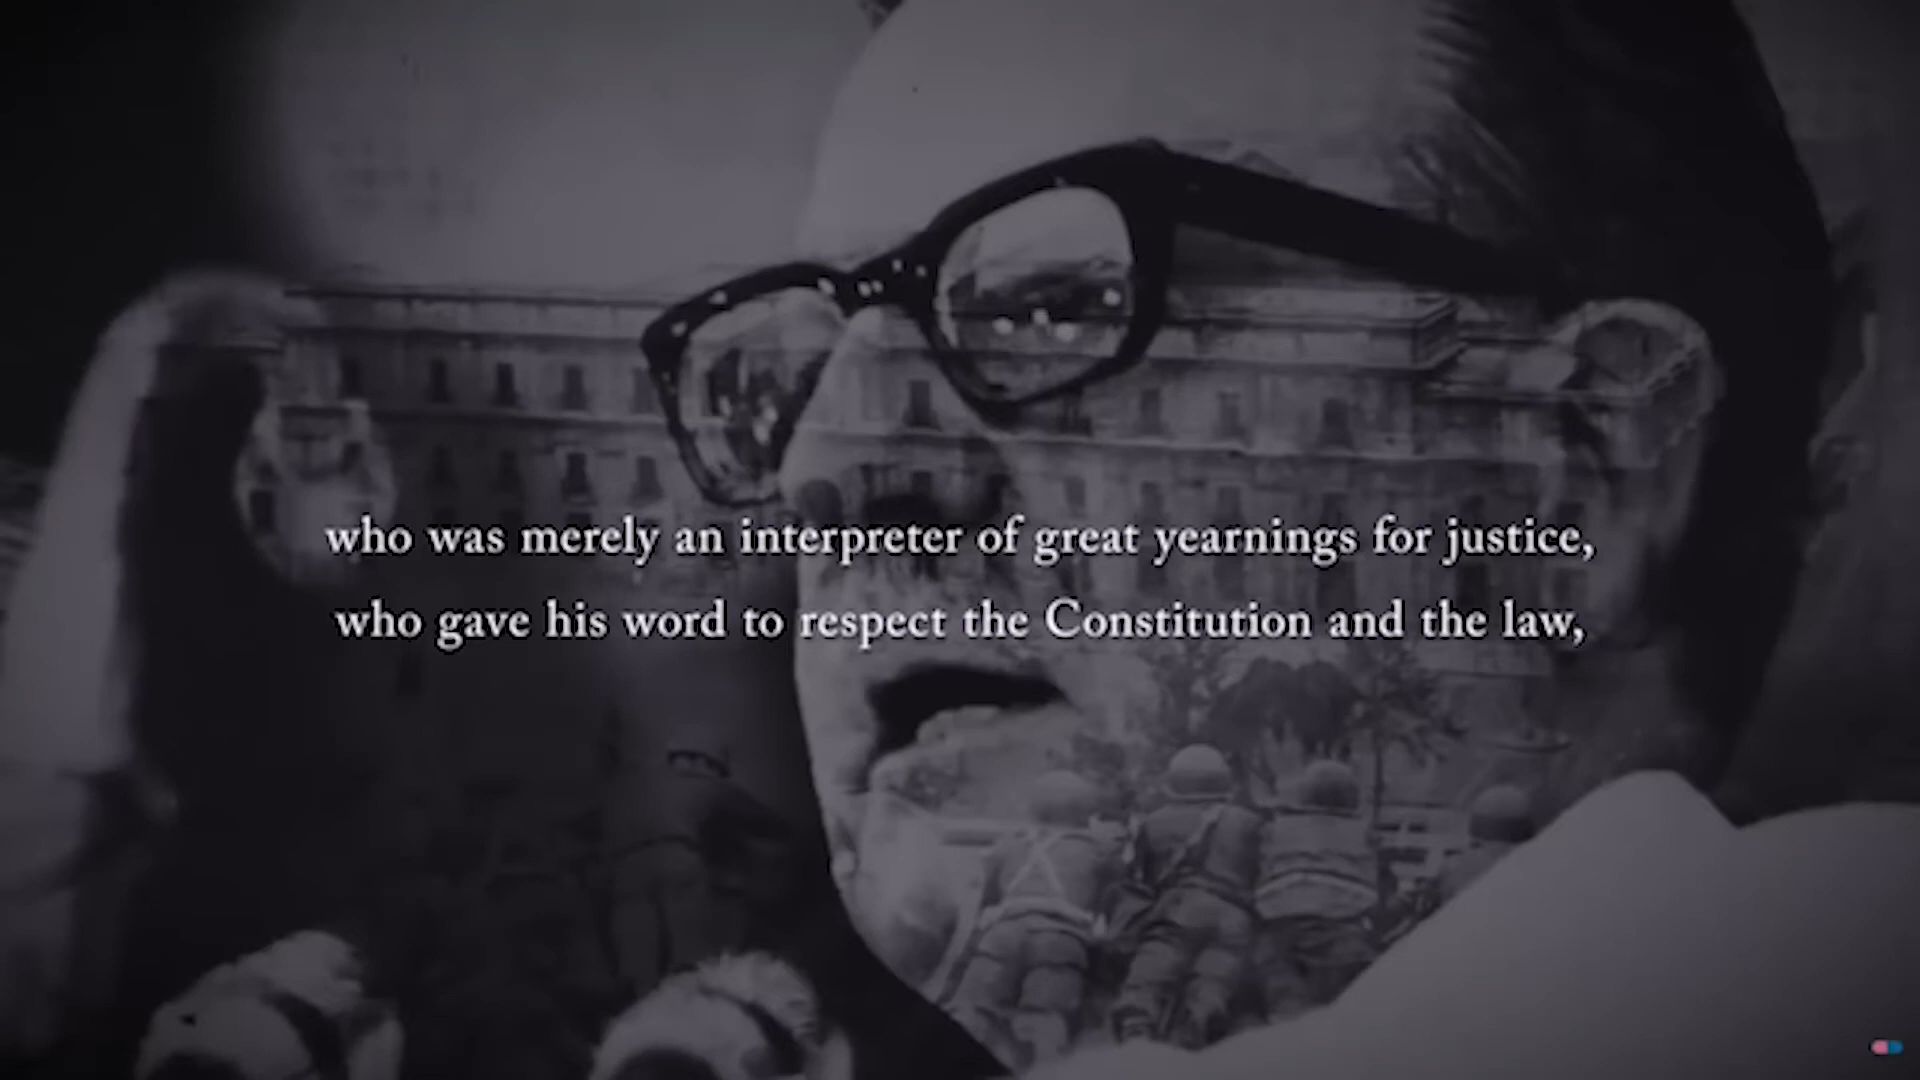 who was merely an interpreter of great yearnings for justice,
who gave his word to respect the Constitution and the law,